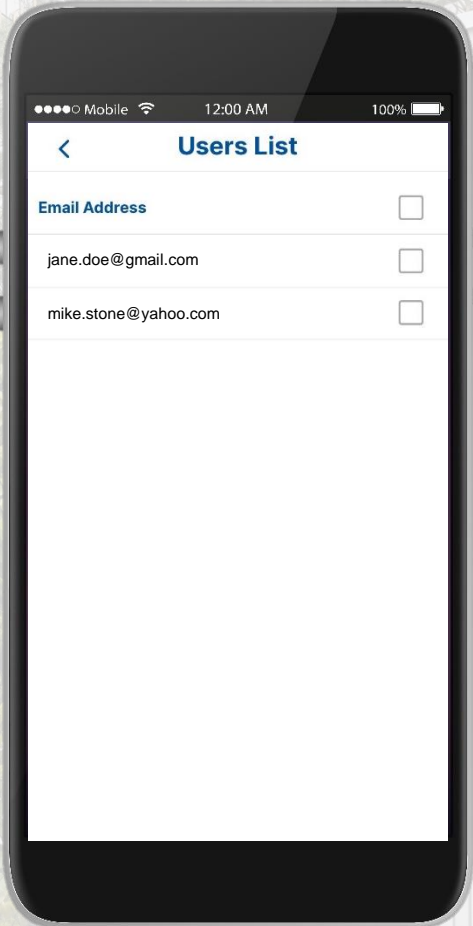 Mobile 12:00 AM 100%
Users List
Email Address
jane.doe@gmail.com
mike.stone@yahoo.com